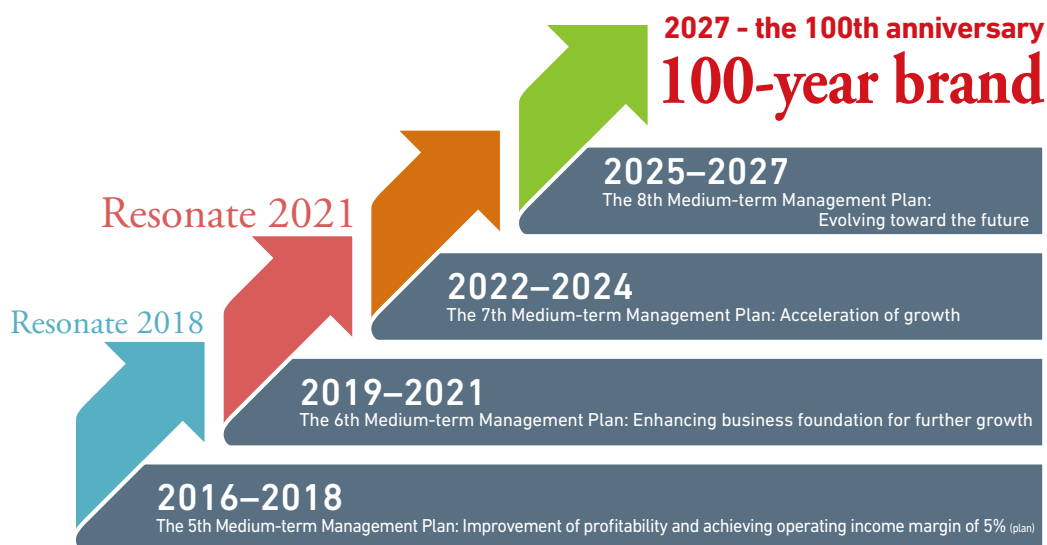 2027 - the 100th anniversary
100-year brand
2025–2027
The 8th Medium-term Management Plan:
Evolving toward the future
Resonate 2021
2022–2024
The 7th Medium-term Management Plan: Acceleration of growth
Resonate 2018
2019–2021
The 6th Medium-term Management Plan: Enhancing business foundation for further growth
2016–2018
The 5th Medium-term Management Plan: Improvement of profitability and achieving operating income margin of 5% (plan)